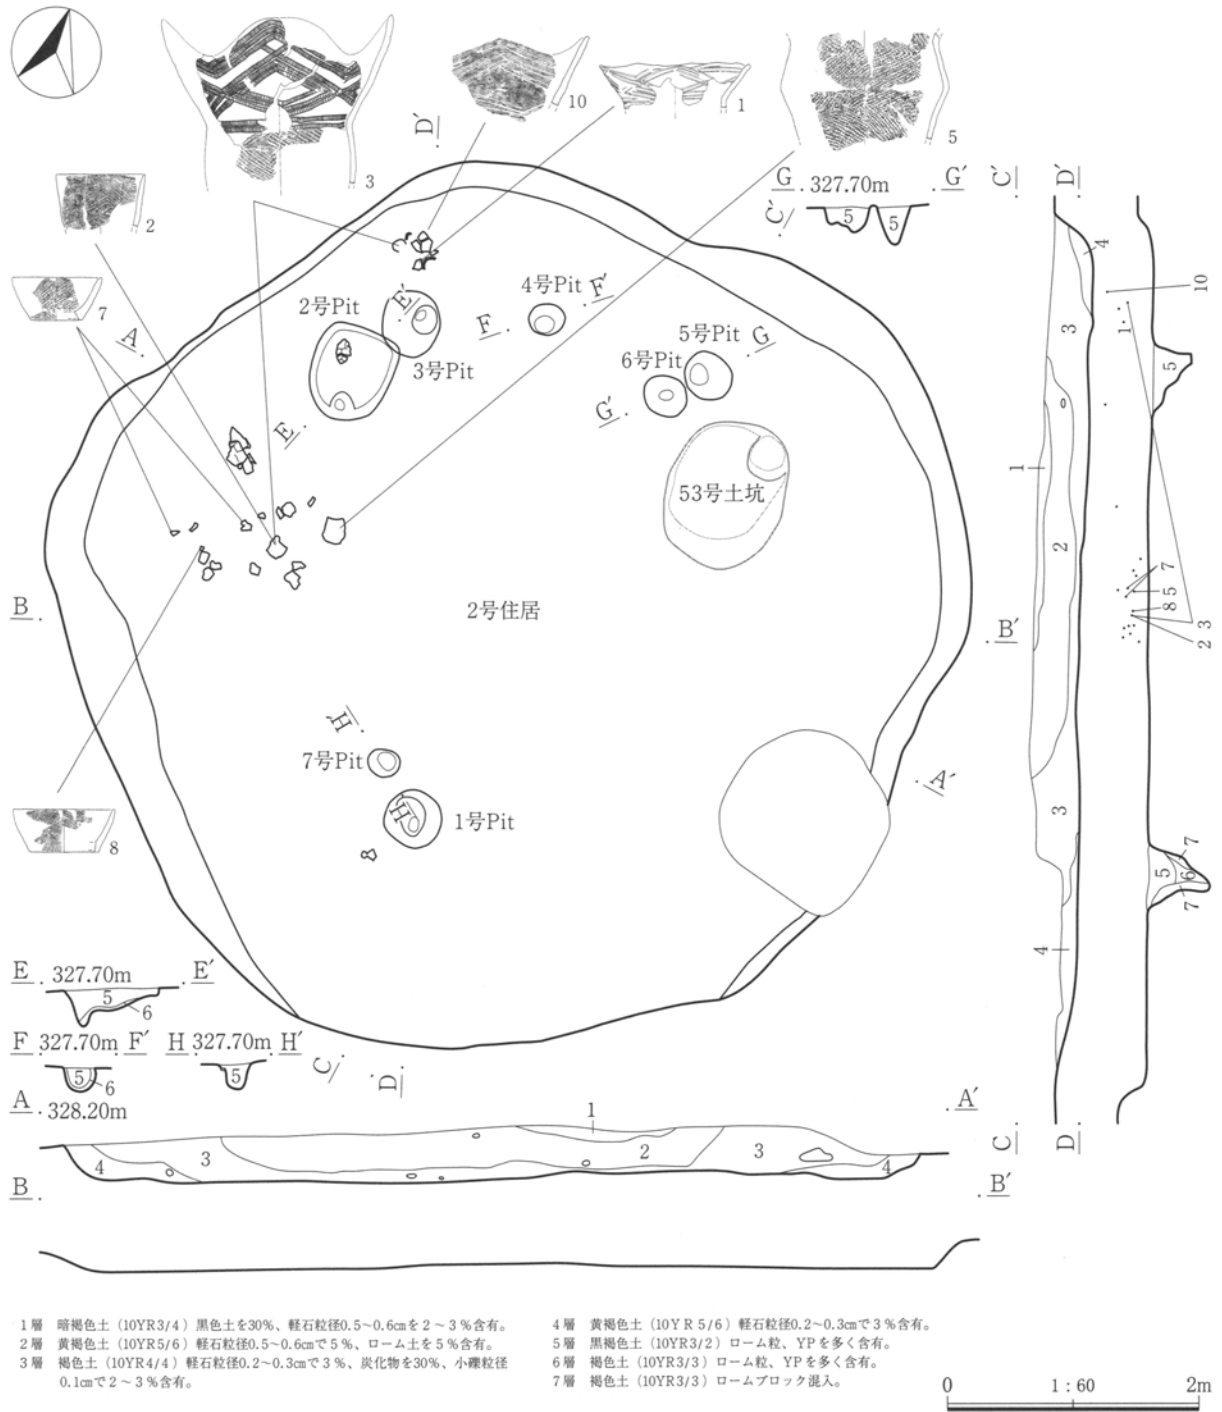 3
10
1
5
2
7
D′
G . 327.70m . G′
C′
D′
C′
5
5
4
10
A
2号Pit
E′
4号Pit
F′
F
5号Pit
G
3号Pit
6号Pit
G′
E
53号土坑
3
1
5
1
2
7
5
8
3
2
B
2号住居
B′
H′
7号Pit
A′
H
1号Pit
8
3
7
5
6
7
4
E . 327.70m . E′
5
6
F . 327.70m . F′
H . 327.70m . H′
5
6
5
C
D
C
D
A . 328.20m
A′
1
4
3
2
3
4
B
B′
1層 暗褐色土（10YR3/4）黒色土を30％、軽石粒径0.5～0.6㎝を２～３％含有。
2層 黄褐色土（10YR5/6）軽石粒径0.5～0.6㎝で５％、ローム土を５％含有。
3層 褐色土（10YR4/4）軽石粒径0.2～0.3㎝で３％、炭化物を30％、小礫粒径
0.1㎝で２～３％含有。
4層 黄褐色土（10ＹＲ5/6）軽石粒径0.2～0.3㎝で３％含有。
5層 黒褐色土（10YR3/2）ローム粒、YPを多く含有。
6層 褐色土（10YR3/3）ローム粒、YPを多く含有。
7層 褐色土（10YR3/3）ロームブロック混入。
0 1：60 2m